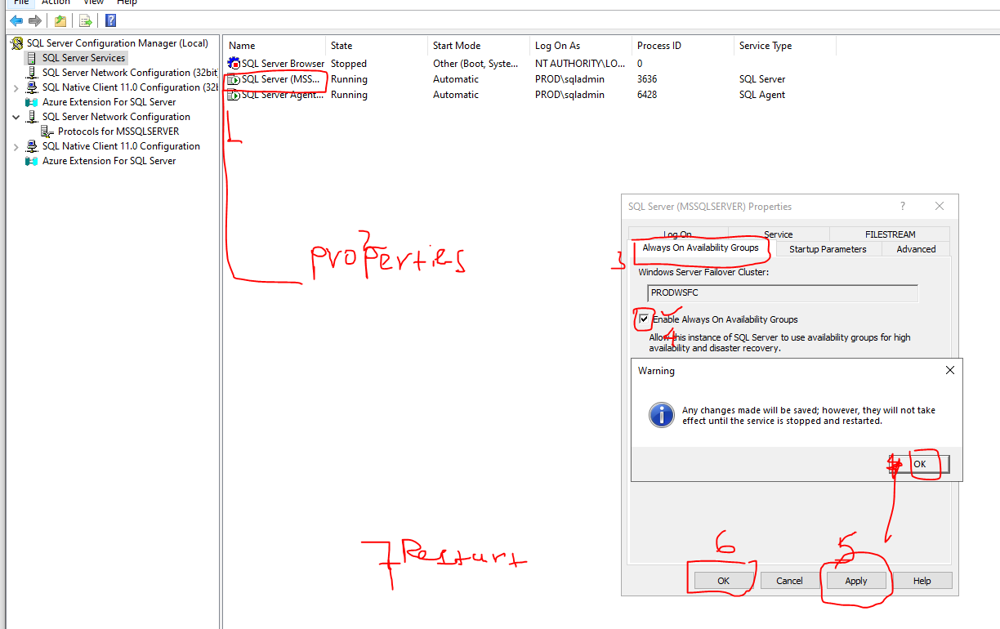 File Action View Help
SQL Server Configuration Manager (Local)
SQL Server Services
SQL Server Network Configuration (32bit
SQL Native Client 11.0 Configuration (32b
Azure Extension For SQL Server
SQL Server Network Configuration
Protocols for MSSQLSERVER
SQL Native Client 11.0 Configuration
Azure Extension For SQL Server
Name State Start Mode Log On As Process ID Service Type
SQL Server Browser Stopped Other (Boot, Syste... NT AUTHORITY\LO... 0
SQL Server (MSS... Running Automatic PROD\sqladmin 3636 SQL Server
SQL Server Agent... Running Automatic PROD\sqladmin 6428 SQL Agent
1
2
properties
SQL Server (MSSQLSERVER) Properties ?
Log On Service FILESTREAM
3 Always On Availability Groups Startup Parameters Advanced
Windows Server Failover Cluster:
PRODWSFC
Enable Always On Availability Groups
4
Allow this instance of SQL Server to use availability groups for high
availability and disaster recovery.
Warning
Any changes made will be saved; however, they will not take
effect until the service is stopped and restarted.
OK
6 5
7 Restart
OK Cancel Apply Help